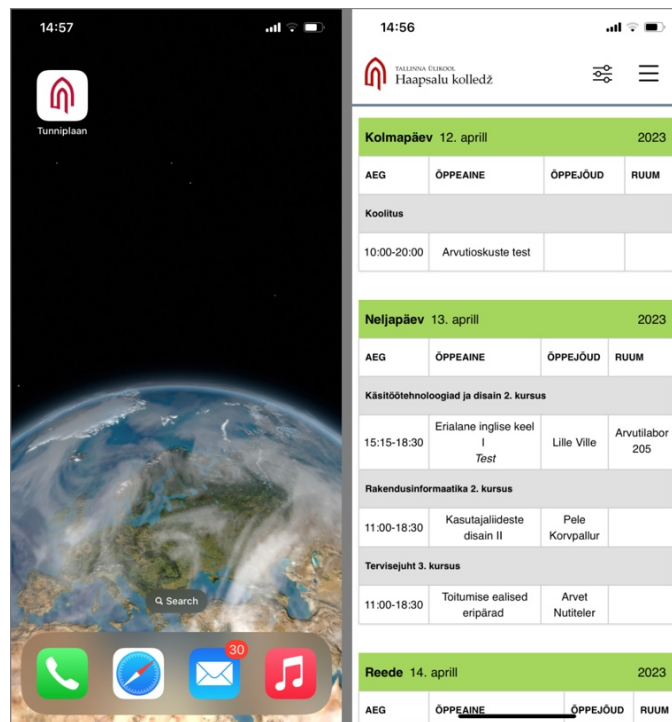 14:57
Tunniplaan
Search
30
14:56
TALLINNA ÜLIKOOL
Haapsalu kolledž
Kolmapäev 12. aprill 2023
AEG ÕPPEAINE ÕPPEJÕUD RUUM
Koolitus
10:00-20:00 Arvutioskuste test
Neljapäev 13. aprill 2023
AEG ÕPPEAINE ÕPPEJÕUD RUUM
Käsitöötehnoloogiad ja disain 2. kursus
Erialane inglise keel
15:15-18:30 I Lille Ville Arvutilabor
Test 205
Rakendusinformaatika 2. kursus
11:00-18:30 Kasutajaliideste Pele
disain II Korvpallur
Tervisejuht 3. kursus
11:00-18:30 Toitumise ealised Arvet
eripärad Nutiteler
Reede 14. aprill 2023
AEG ÕPPEAINE ÕPPEJÕUD RUUM